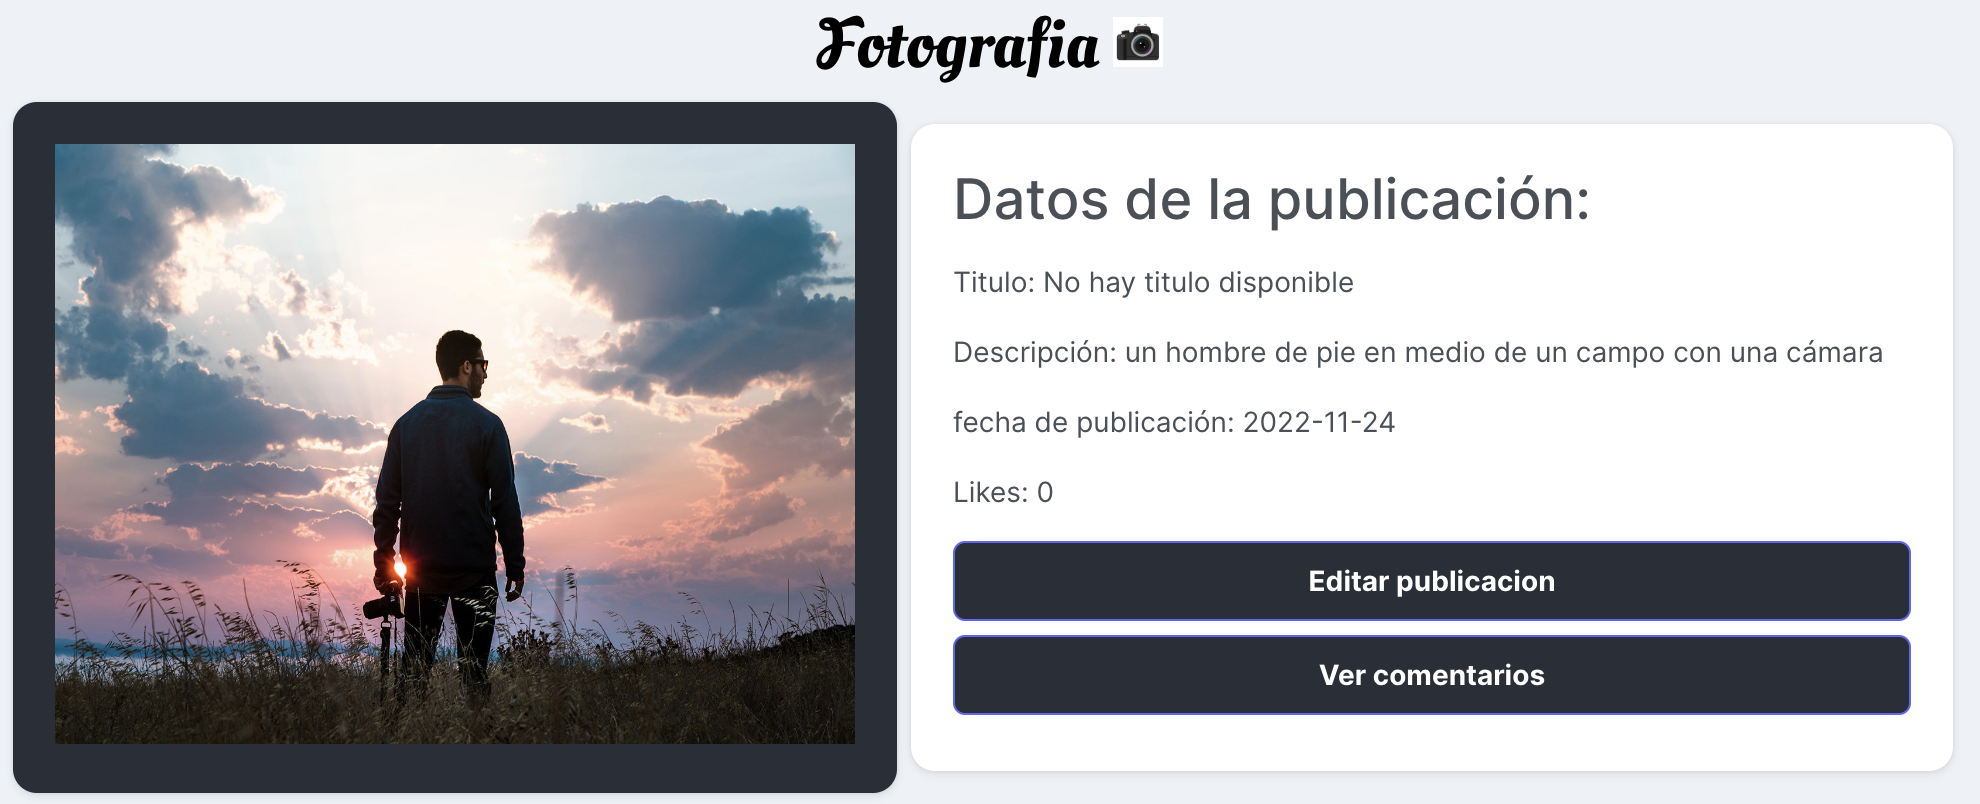 Fotografia
Datos de la publicación:
Titulo: No hay titulo disponible
Descripción: un hombre de pie en medio de un campo con una cámara
fecha de publicación: 2022-11-24
Likes: 0
Editar publicacion
Ver comentarios